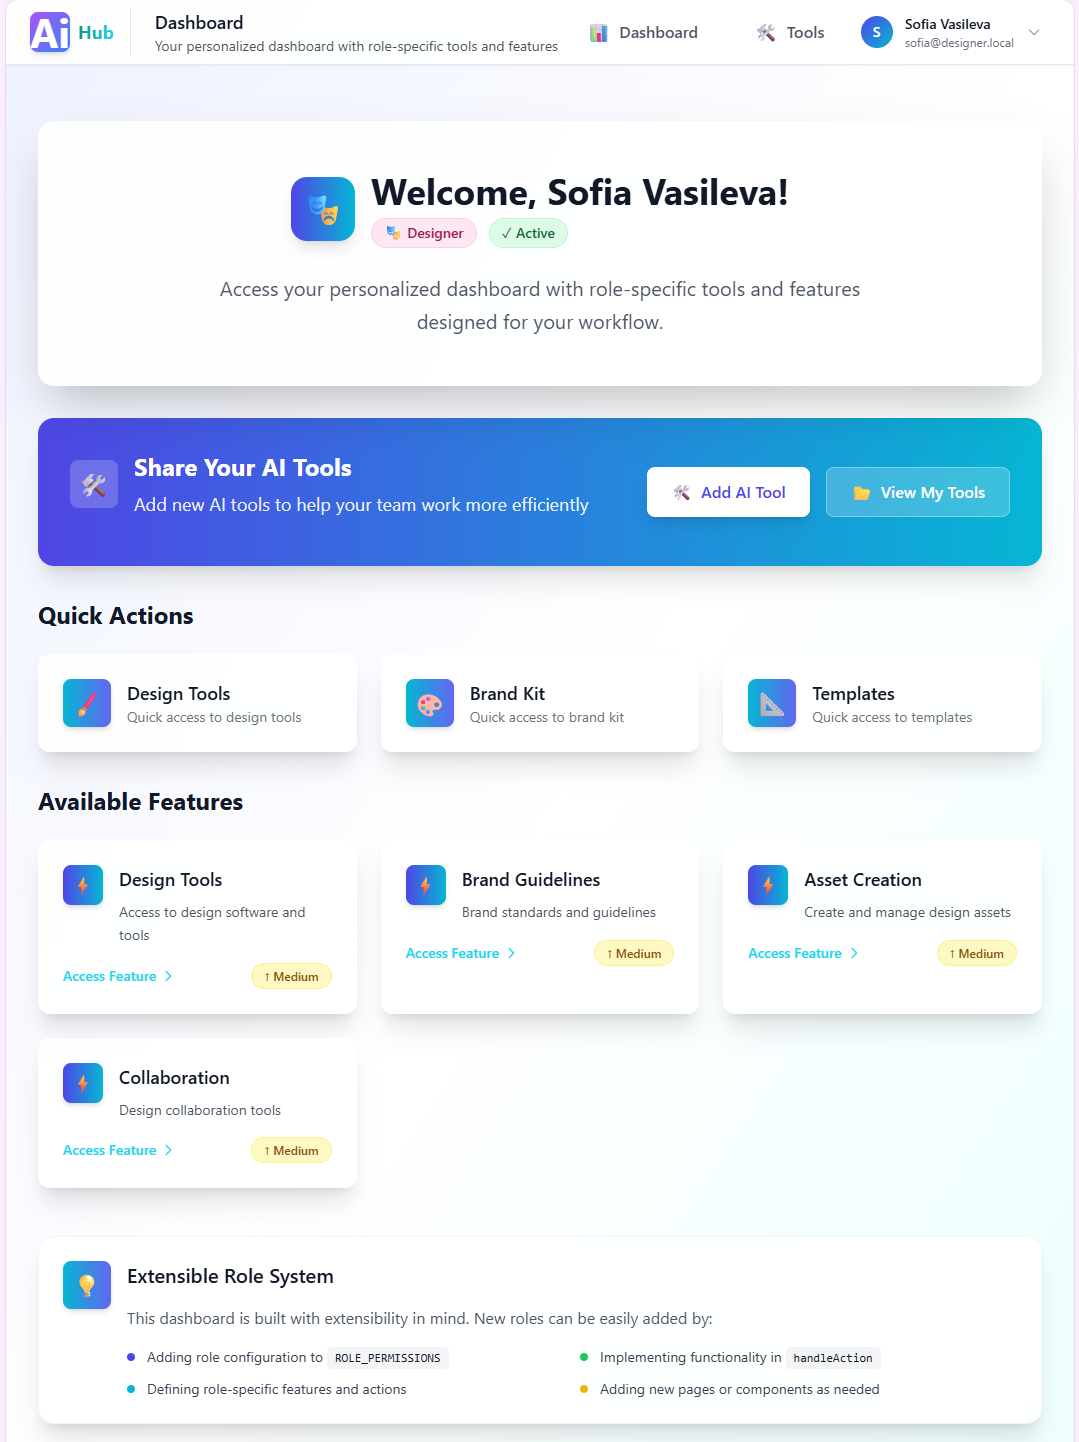 Ai Hub
Dashboard
Your personalized dashboard with role-specific tools and features
Dashboard
Tools
S
Sofia Vasileva
sofia@designer.local
Welcome, Sofia Vasileva!
Designer
✓ Active
Access your personalized dashboard with role-specific tools and features
designed for your workflow.
Share Your AI Tools
Add new AI tools to help your team work more efficiently
Add AI Tool
View My Tools
Quick Actions
Design Tools
Quick access to design tools
Brand Kit
Quick access to brand kit
Templates
Quick access to templates
Available Features
Design Tools
Access to design software and
tools
Access Feature
↑ Medium
Brand Guidelines
Brand standards and guidelines
Access Feature
↑ Medium
Asset Creation
Create and manage design assets
Access Feature
↑ Medium
Collaboration
Design collaboration tools
Access Feature
↑ Medium
Extensible Role System
This dashboard is built with extensibility in mind. New roles can be easily added by:
Adding role configuration to ROLE_PERMISSIONS
Implementing functionality in handleAction
Defining role-specific features and actions
Adding new pages or components as needed